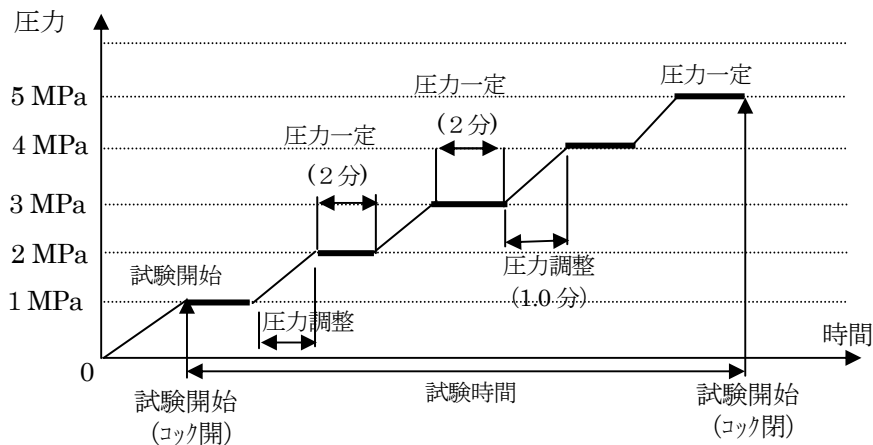 圧力
5 MPa
4 MPa
3 MPa
2 MPa
1 MPa
0
試験開始
圧力調整
圧力一定
(2分)
圧力一定
(2分)
圧力調整
(1.0分)
圧力一定
時間
試験時間
試験開始
(コック開)
試験開始
(コック閉)